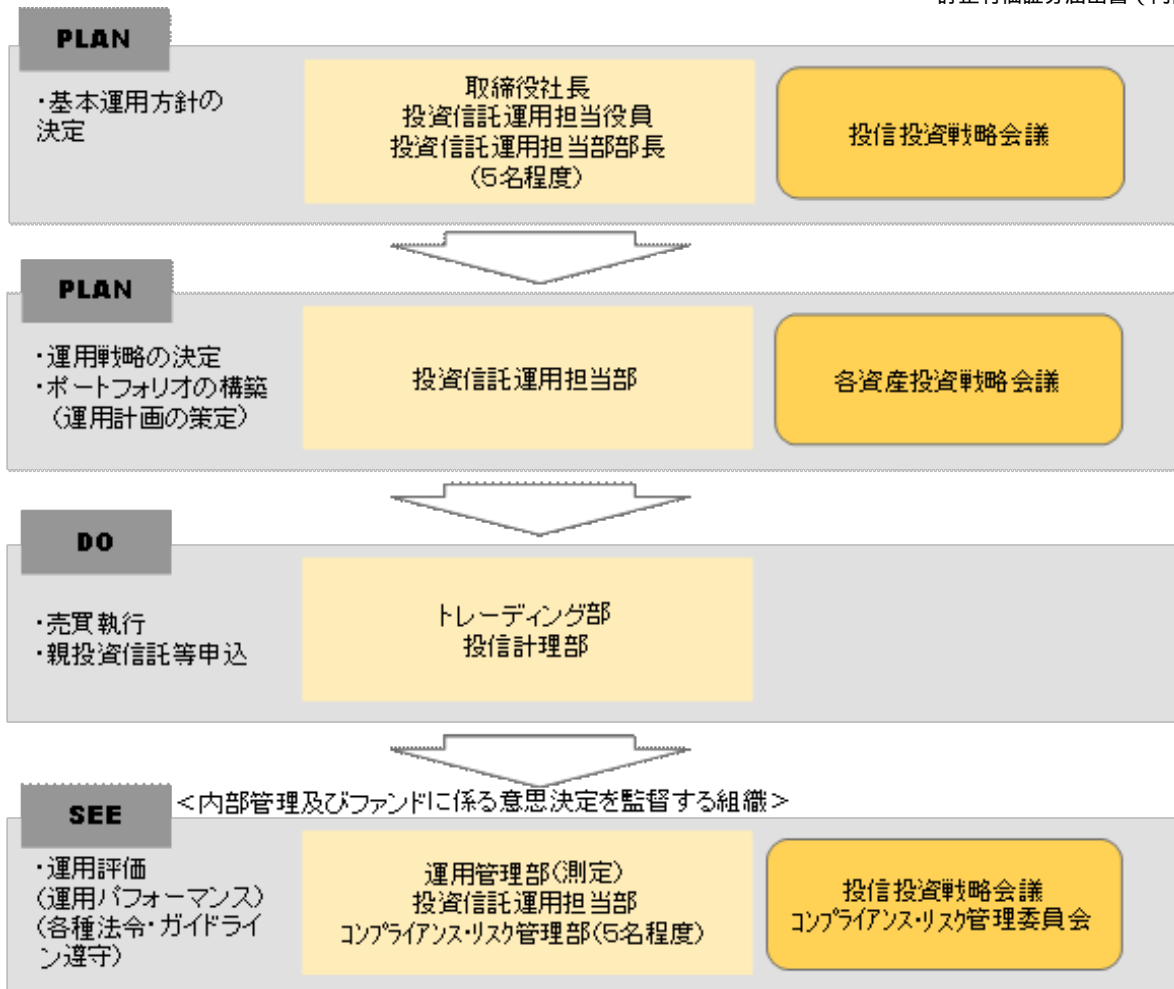 PLAN
・基本運用方針の
決定
取締役社長
投資信託運用担当役員
投資信託運用担当部部長
(5名程度)
投信投資戦略会議
PLAN
・運用戦略の決定
・ポートフォリオの構築
(運用計画の策定)
投資信託運用担当部
各資産投資戦略会議
DO
・売買執行
・親投資信託等申込
トレーディング部
投信計理部
SEE
＜内部管理及びファンドに係る意思決定を監督する組織＞
・運用評価
(運用パフォーマンス)
(各種法令・ガイドライ
ン遵守)
運用管理部(測定)
投資信託運用担当部
コンプライアンス・リスク管理部(5名程度)
投信投資戦略会議
コンプライアンス・リスク管理委員会